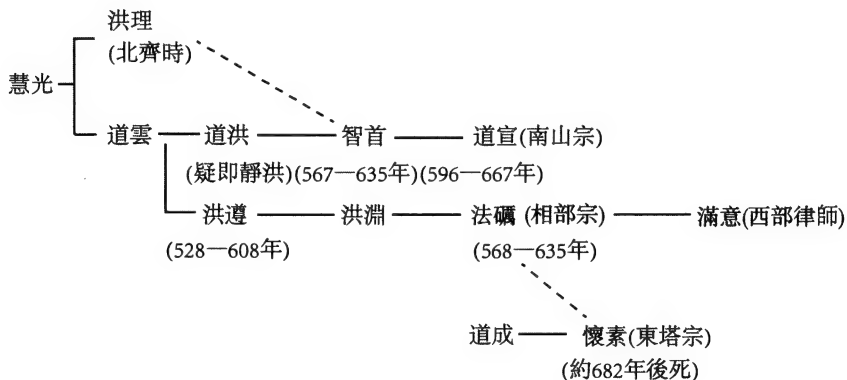 洪理
(北齊時)
慧光
道雲 道洪 智首 道宣(南山宗)
(疑即靜洪)(567—635年)(596—667年)
洪遵 洪淵 法礪 (相部宗) 滿意(西部律師)
(528—608年) (568—635年)
道成 懷素(東塔宗)
(約682年後死)